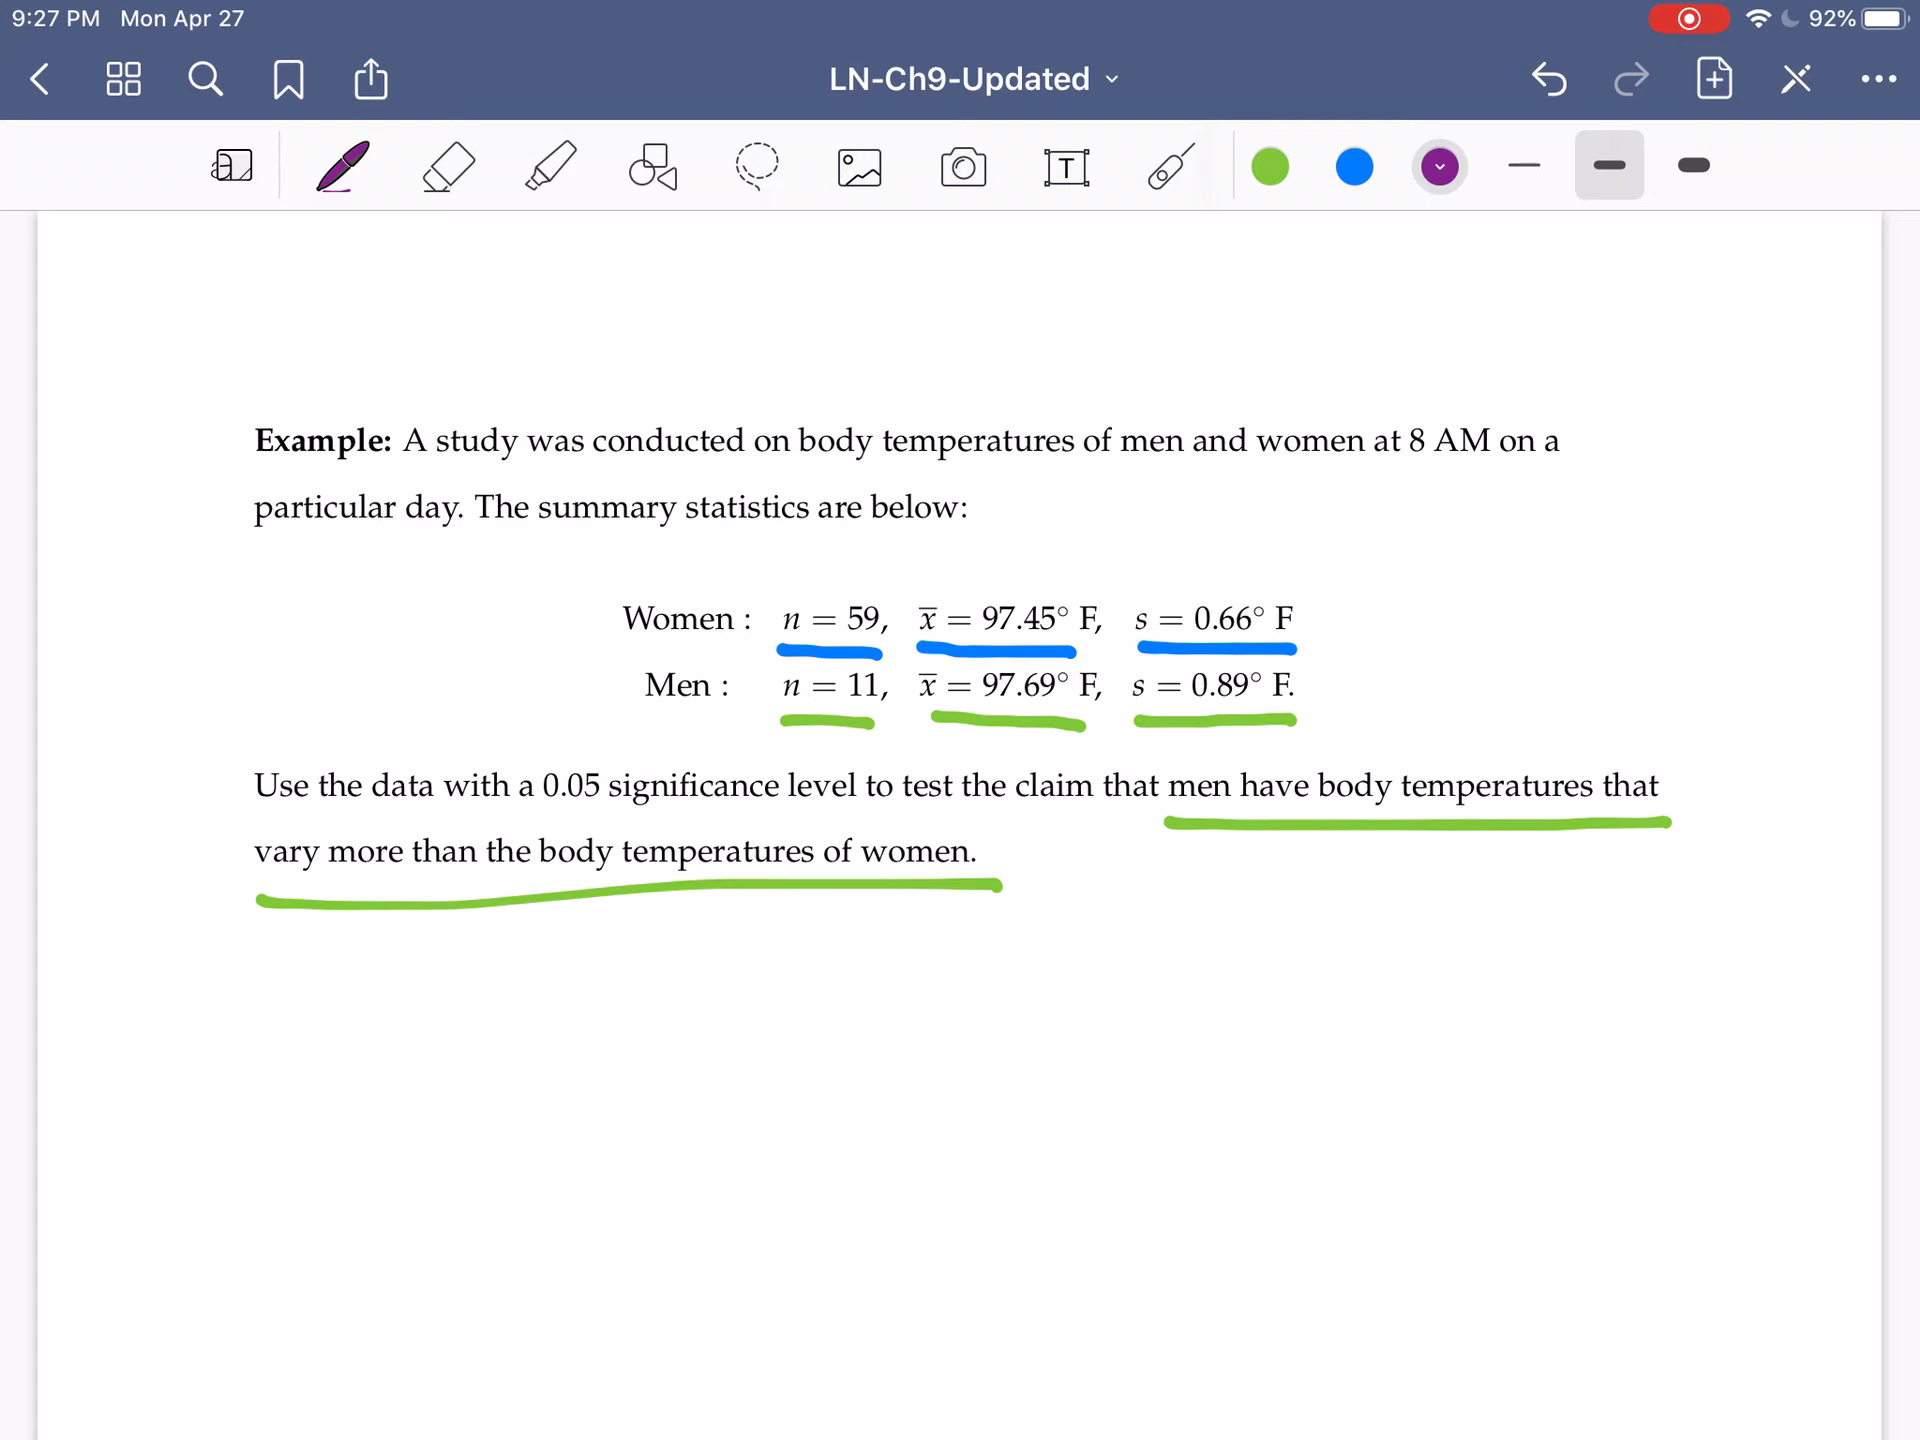 9:27 PM Mon Apr 27
92%
LN-Ch9-Updated
T
Example: A study was conducted on body temperatures of men and women at 8 AM on a
particular day. The summary statistics are below:
Women : n = 59, x̅ = 97.45° F, s = 0.66° F
Men : n = 11, x̅ = 97.69° F, s = 0.89° F.
Use the data with a 0.05 significance level to test the claim that men have body temperatures that
vary more than the body temperatures of women.